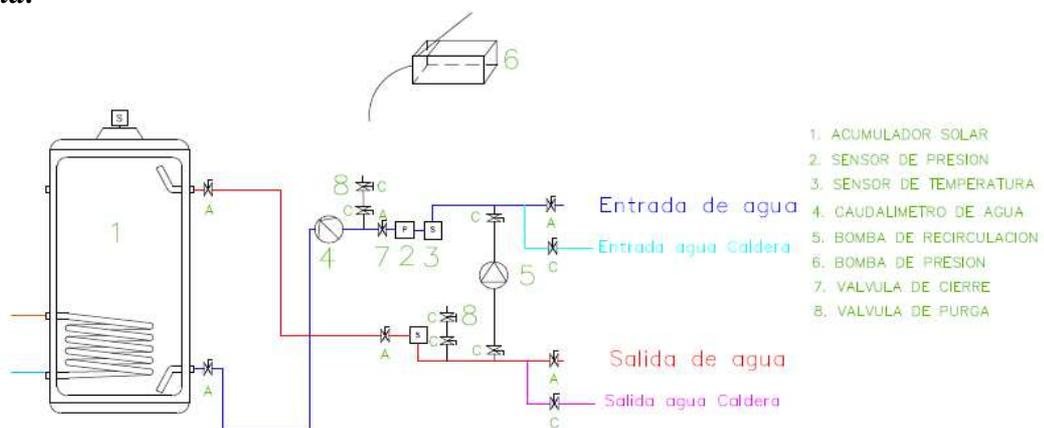 6
S
1
A
A
8
C
C
A
4
7
P
2
S
3
C
A
Entrada de agua
Entrada agua Caldera
C
5
S
A
C
8
C
C
A
Salida de agua
Salida agua Caldera
C
1. ACUMULADOR SOLAR
2. SENSOR DE PRESION
3. SENSOR DE TEMPERATURA
4. CAUDALIMETRO DE AGUA
5. BOMBA DE RECIRCULACION
6. BOMBA DE PRESION
7. VALVULA DE CIERRE
8. VALVULA DE PURGA